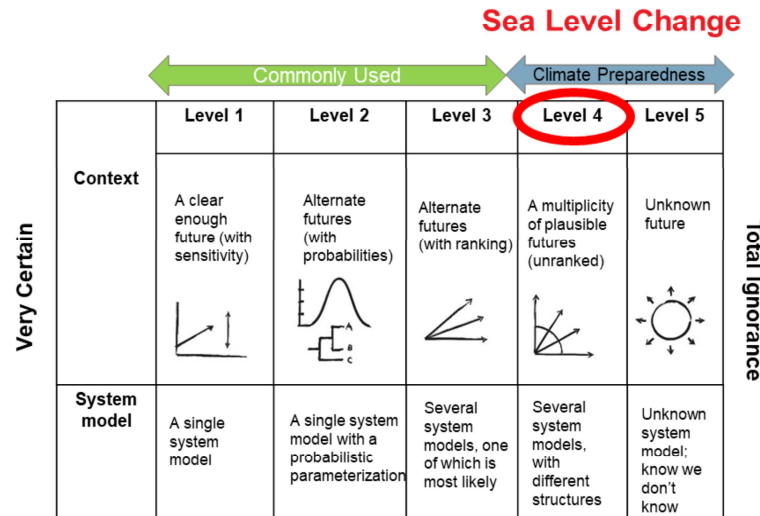 Sea Level Change
Commonly Used
Climate Preparedness
Level 1
Level 2
Level 3
Level 4
Level 5
Very Certain
Context
A clear
enough
future (with
sensitivity)
Alternate
futures
(with
probabilities)
A
B
C
Alternate
futures
(with ranking)
A multiplicity
of plausible
futures
(unranked)
Unknown
future
Total Ignorance
System
model
A single
system
model
A single system
model with a
probabilistic
parameterization
Several
system
models, one
of which is
most likely
Several
system
models,
with
different
structures
Unknown
system
model;
know we
don't
know